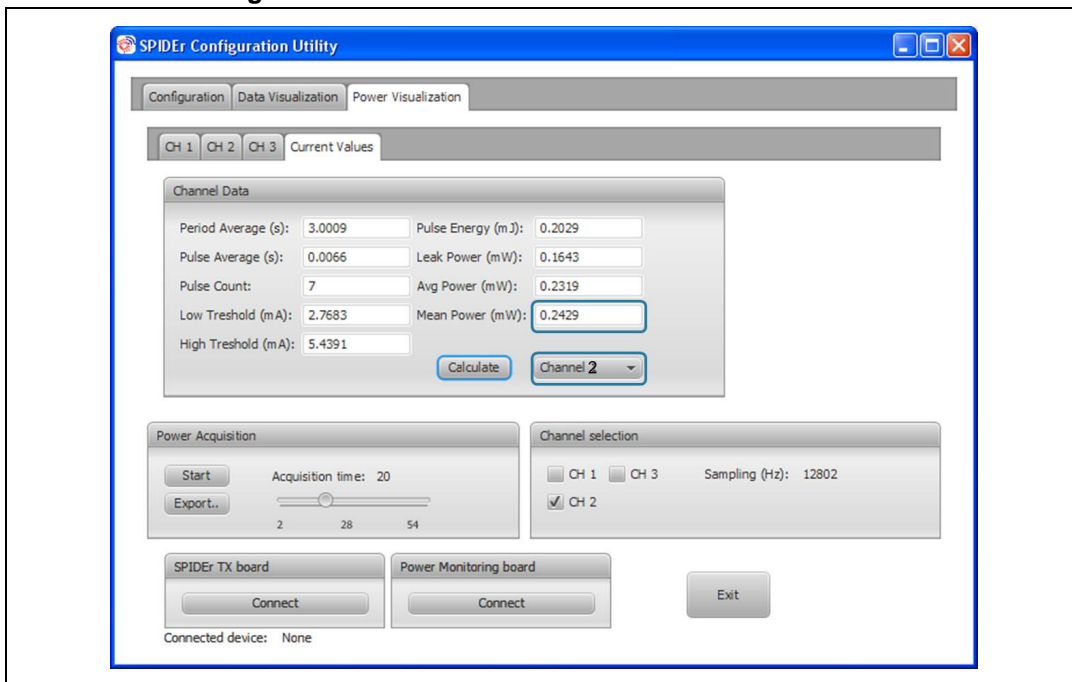 SPIDEr Configuration Utility
Configuration Data Visualization Power Visualization
CH 1 CH 2 CH 3 Current Values
Channel Data
Period Average (s): 3.0009 Pulse Energy (mJ): 0.2029
Pulse Average (s): 0.0066 Leak Power (mW): 0.1643
Pulse Count: 7 Avg Power (mW): 0.2319
Low Treshold (mA): 2.7683 Mean Power (mW): 0.2429
High Treshold (mA): 5.4391
Calculate Channel 2
Power Acquisition
Start Acquisition time: 20
Export..
2 28 54
Channel selection
CH 1 CH 3 Sampling (Hz): 12802
CH 2
SPIDEr TX board
Connect
Power Monitoring board
Connect
Exit
Connected device: None